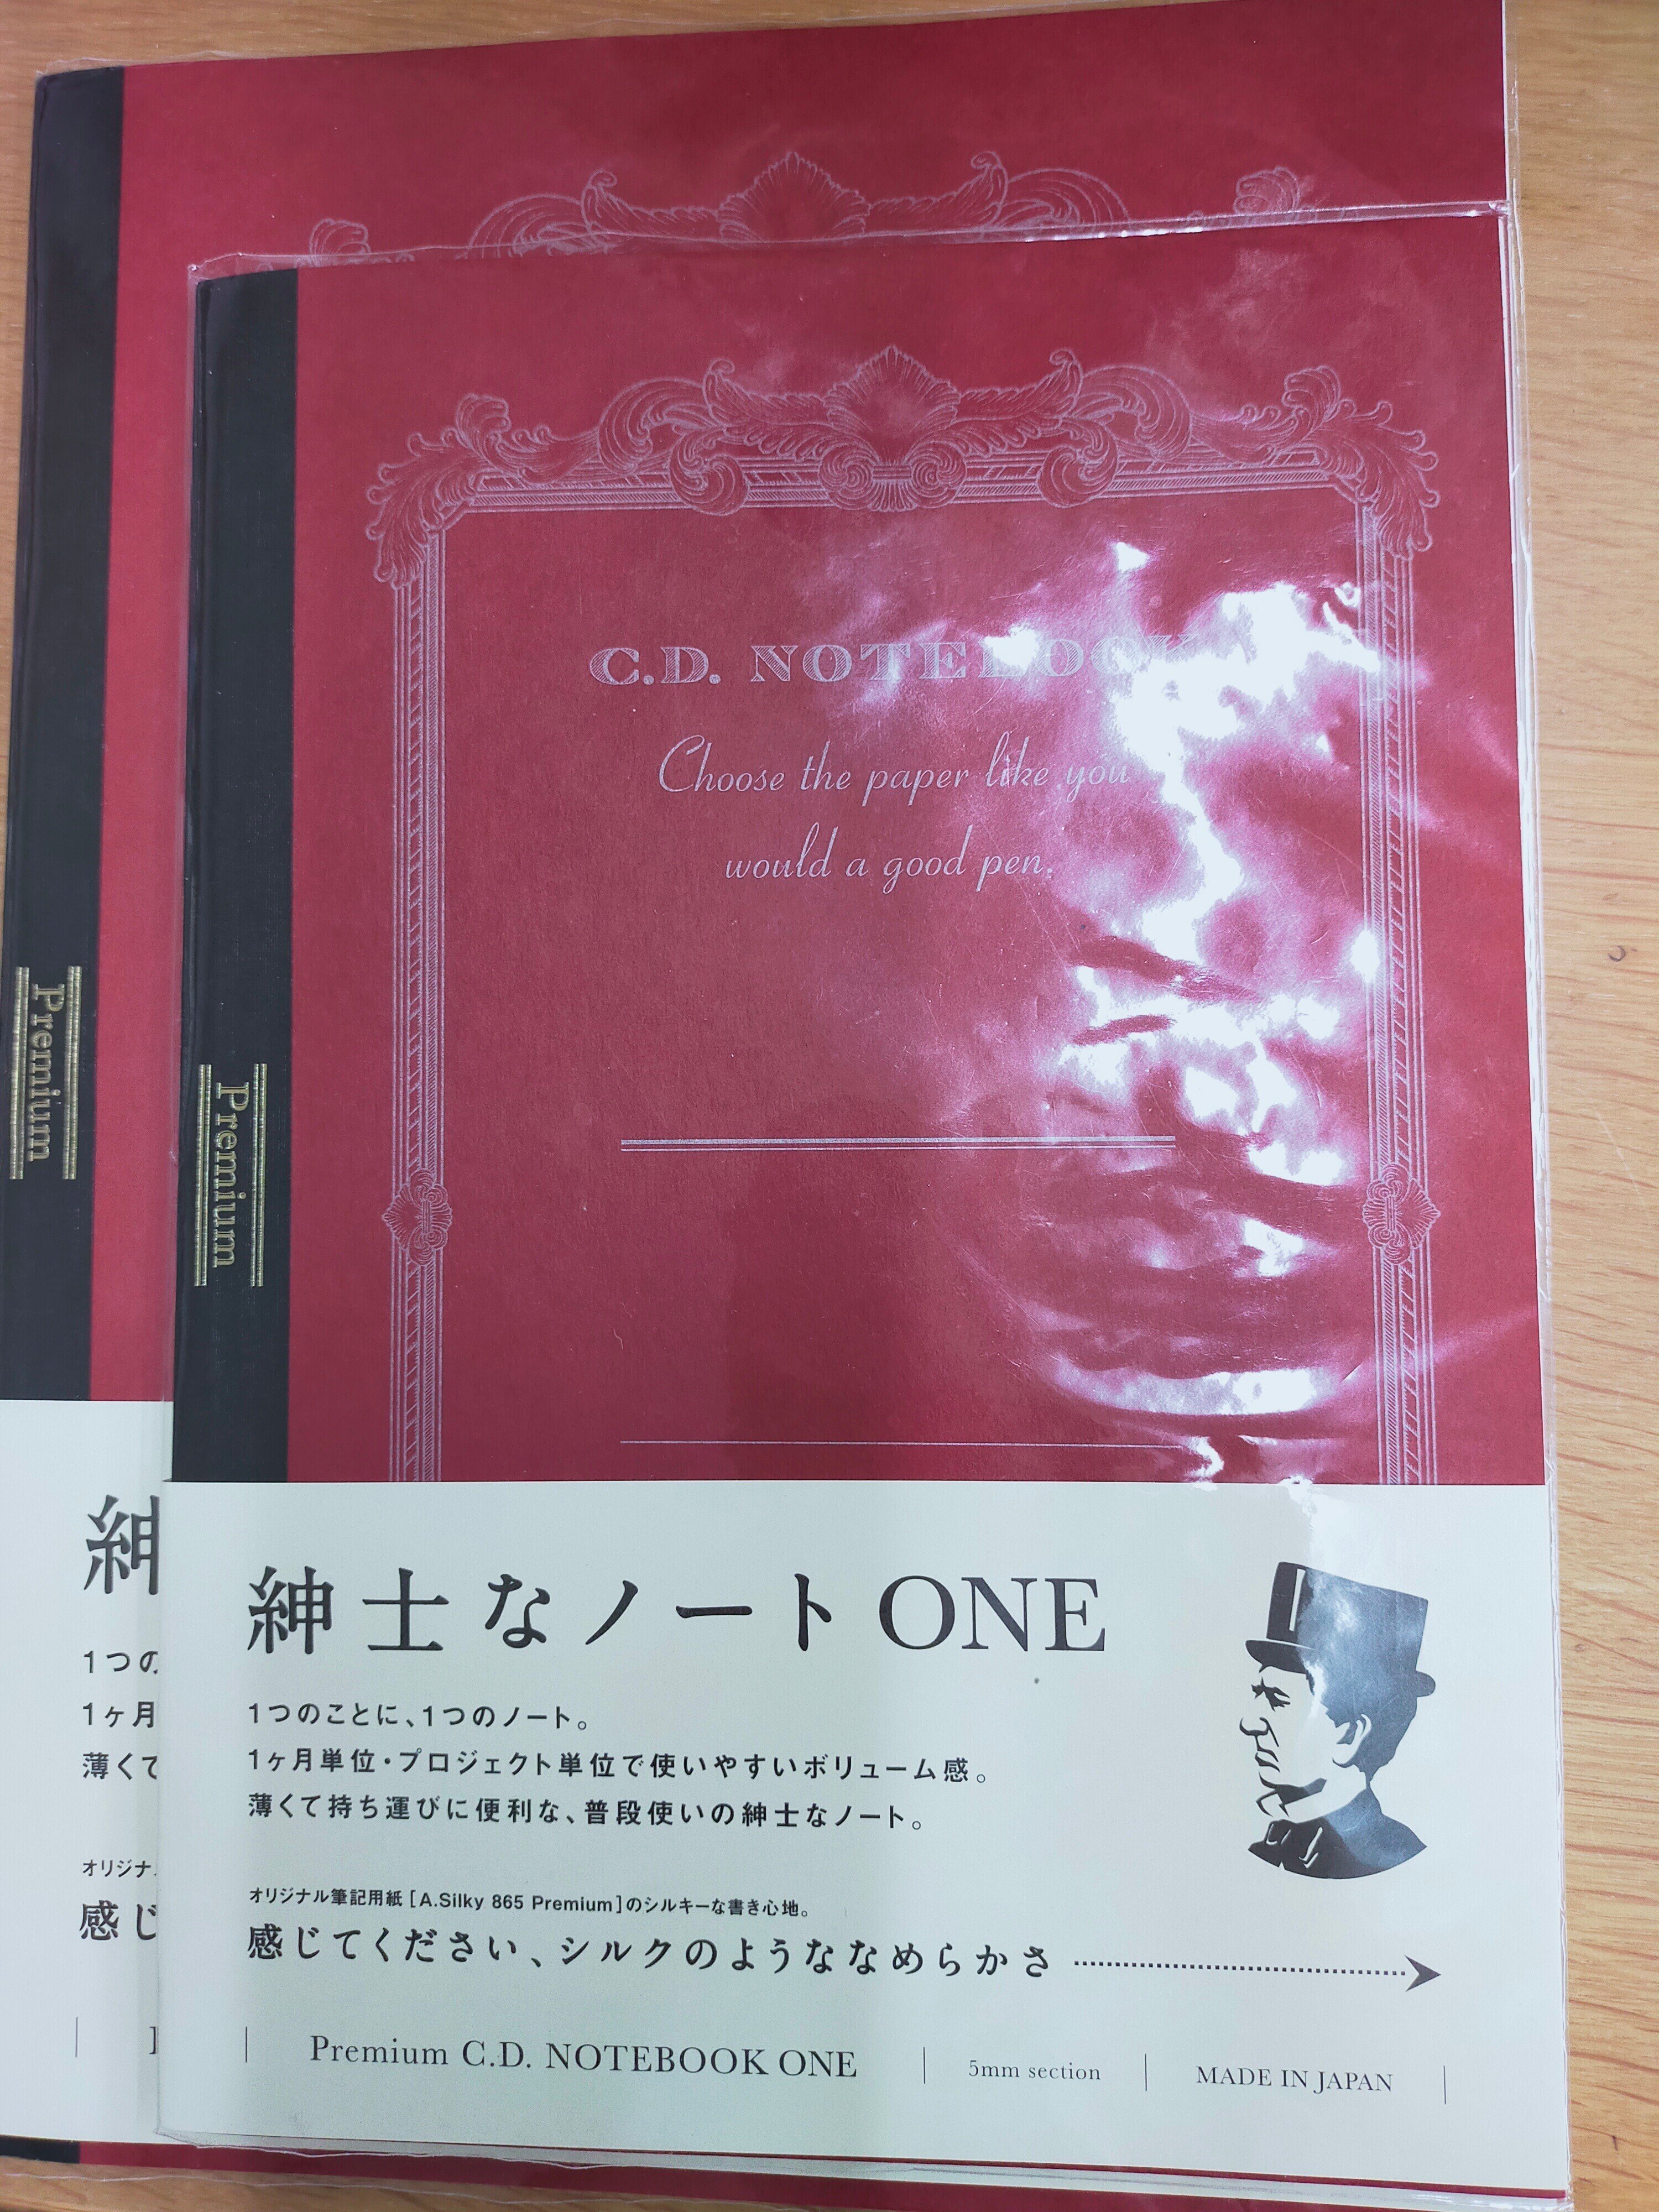 Premium
紳
1つの
1ヶ月
薄くて
オリジナ
感じ
Premium
C.D. NOTEBOOK
Choose the paper like you
would a good pen.
紳士なノートONE
1つのことに、1つのノート。
1ヶ月単位・プロジェクト単位で使いやすいボリューム感。
薄くて持ち運びに便利な、普段使いの紳士なノート。
オリジナル筆記用紙[A.Silky 865 Premium]のシルキーな書き心地。
感じてください、シルクのようななめらかさ
Premium C.D. NOTEBOOK ONE | 5mm section | MADE IN JAPAN